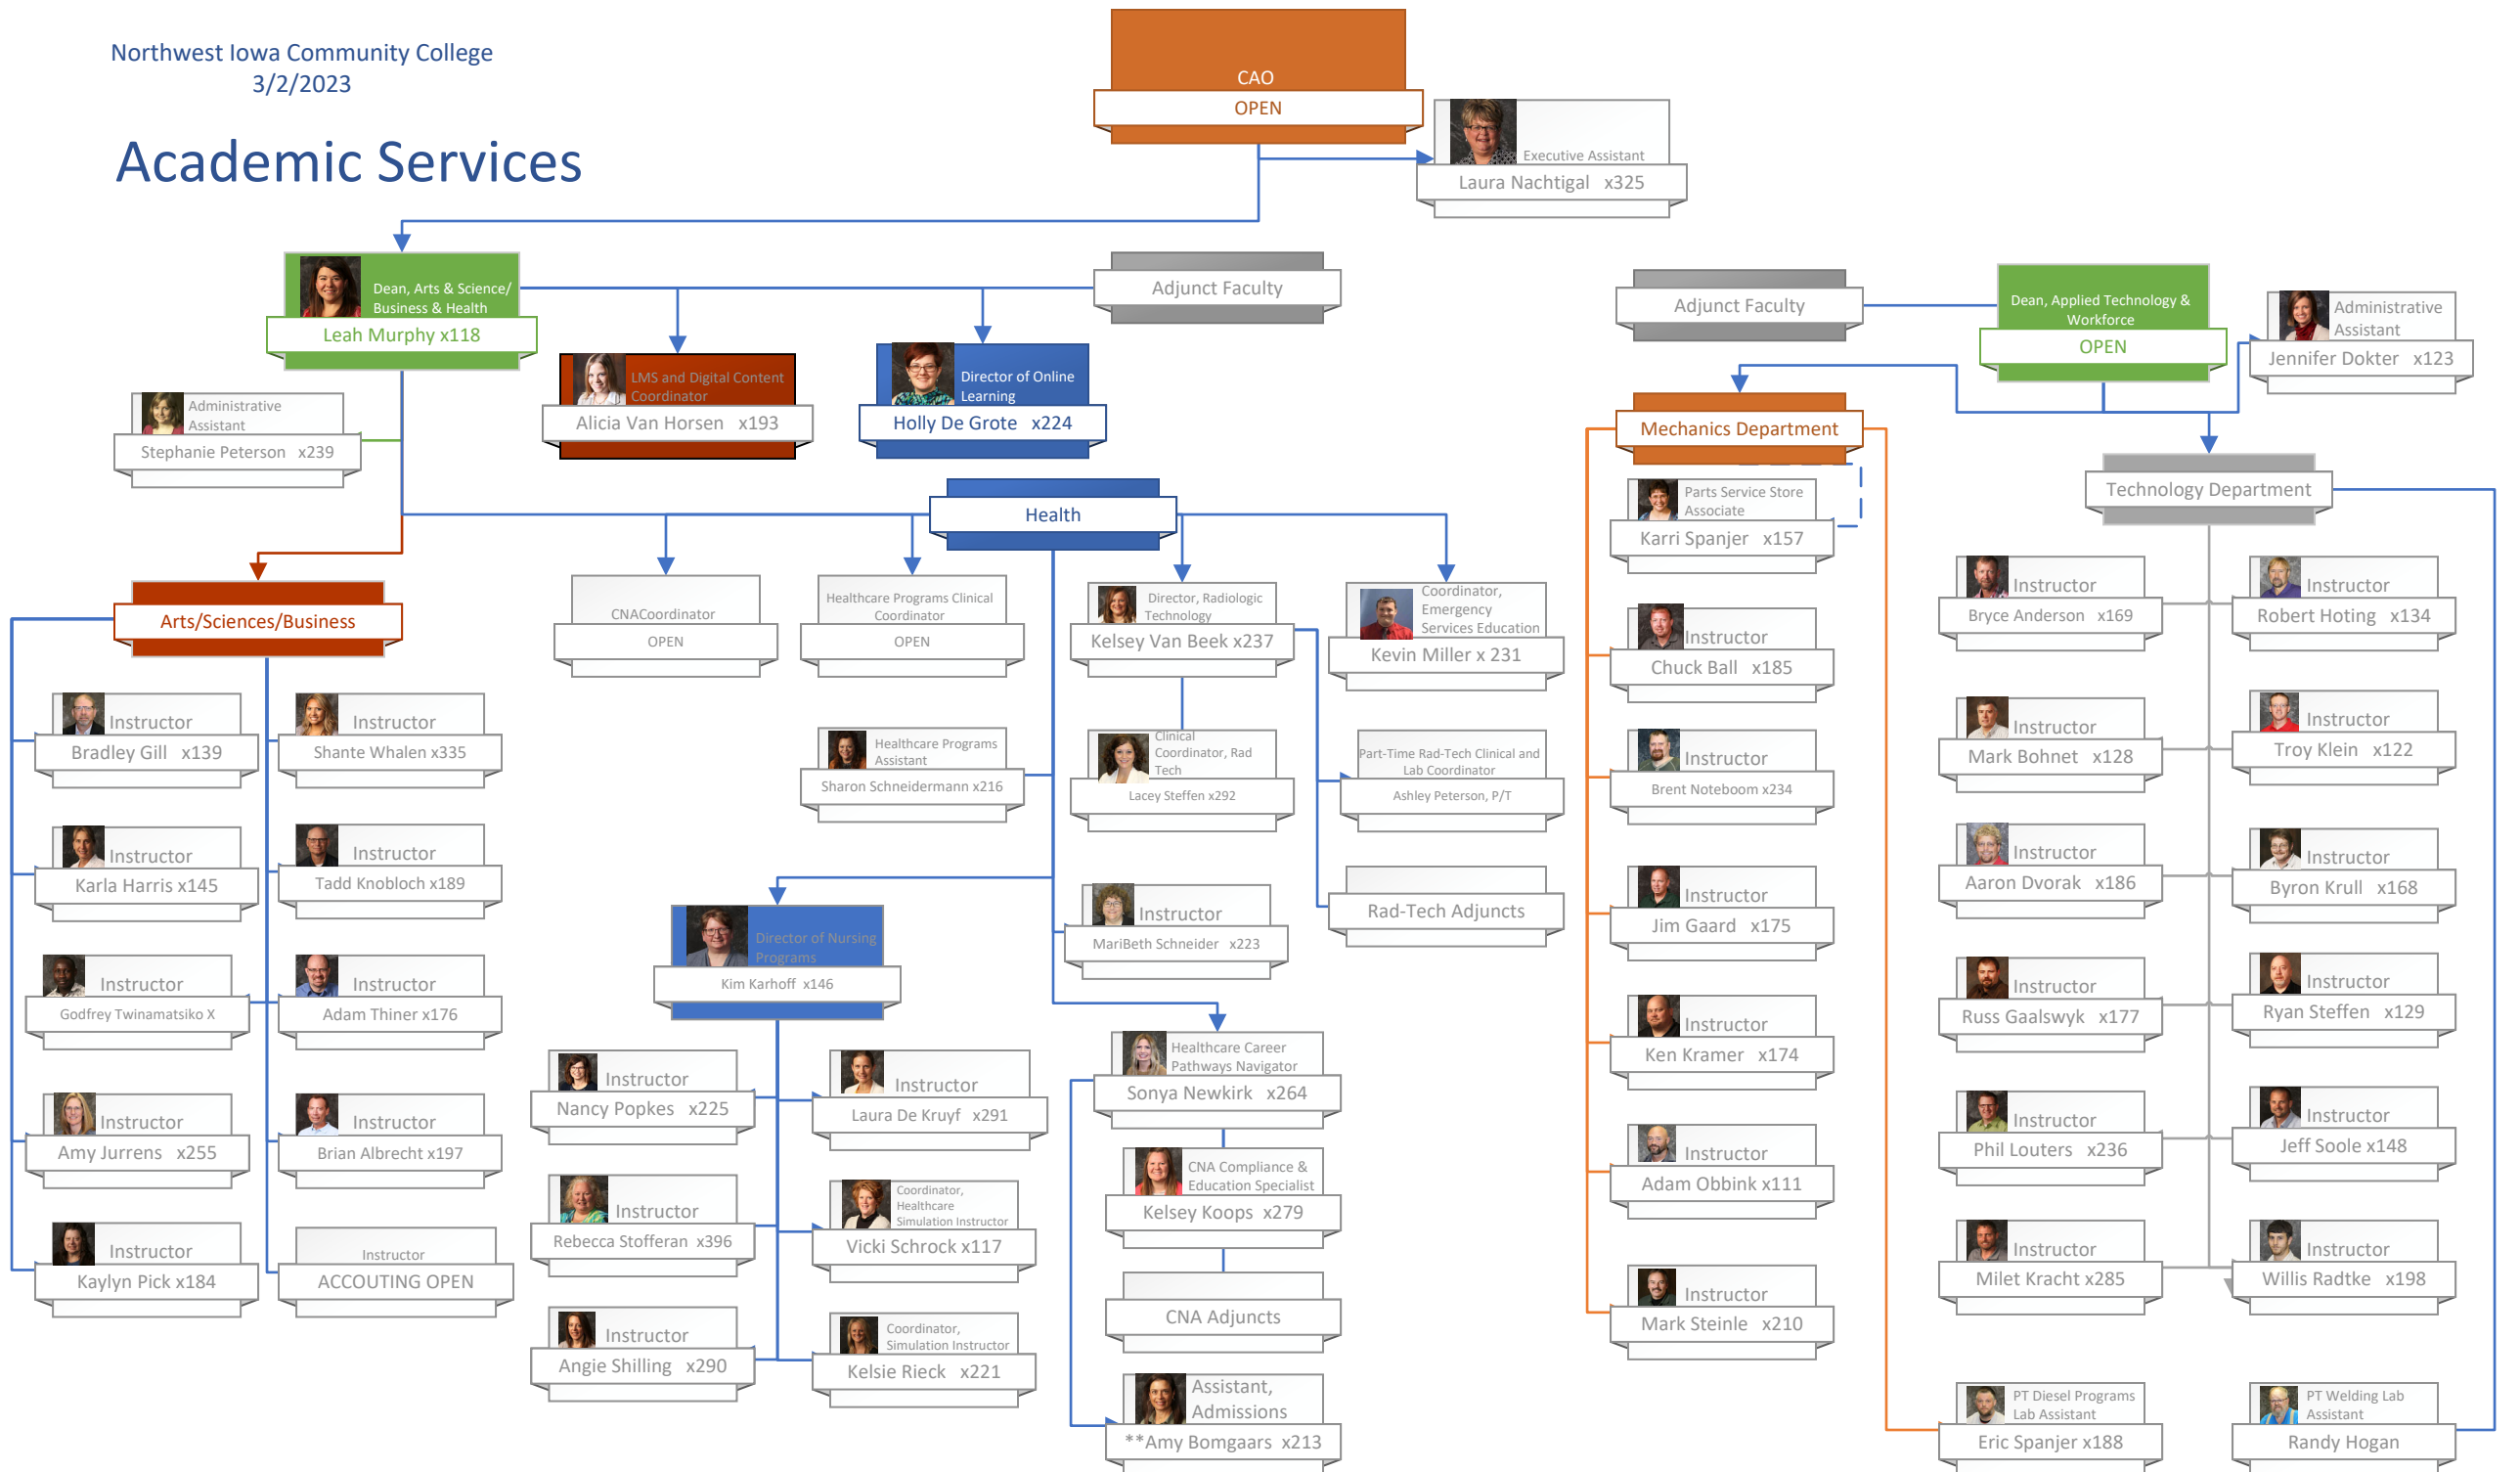 Northwest Iowa Community College
3/2/2023
Academic Services
CAO
OPEN
Executive Assistant
Laura Nachtigal x325
Dean, Arts & Science/
Business & Health
Leah Murphy x118
Adjunct Faculty
Adjunct Faculty
Dean, Applied Technology &
Workforce
OPEN
Administrative
Assistant
Jennifer Dokter x123
Administrative
Assistant
Stephanie Peterson x239
LMS and Digital Content
Coordinator
Alicia Van Horsen x193
Director of Online
Learning
Holly De Grote x224
Mechanics Department
Technology Department
Health
Arts/Sciences/Business
CNACoordinator
OPEN
Healthcare Programs Clinical
Coordinator
OPEN
Director, Radiologic
Technology
Kelsey Van Beek x237
Coordinator,
Emergency
Services Education
Kevin Miller x 231
Healthcare Programs
Assistant
Sharon Schneidermann x216
Clinical
Coordinator, Rad
Tech
Lacey Steffen x292
Part-Time Rad-Tech Clinical and
Lab Coordinator
Ashley Peterson, P/T
Rad-Tech Adjuncts
Instructor
MariBeth Schneider x223
Director of Nursing
Programs
Kim Karhoff x146
Instructor
Bradley Gill x139
Instructor
Shante Whalen x335
Instructor
Karla Harris x145
Instructor
Tadd Knobloch x189
Instructor
Godfrey Twinamatsiko X
Instructor
Adam Thiner x176
Instructor
Amy Jurrens x255
Instructor
Brian Albrecht x197
Instructor
Kaylyn Pick x184
Instructor
ACCOUTING OPEN
Instructor
Nancy Popkes x225
Instructor
Laura De Kruyf x291
Instructor
Rebecca Stofferan x396
Coordinator,
Healthcare
Simulation Instructor
Vicki Schrock x117
Instructor
Angie Shilling x290
Coordinator,
Simulation Instructor
Kelsie Rieck x221
Healthcare Career
Pathways Navigator
Sonya Newkirk x264
CNA Compliance &
Education Specialist
Kelsey Koops x279
CNA Adjuncts
Assistant,
Admissions
**Amy Bomgaars x213
Parts Service Store
Associate
Karri Spanjer x157
Instructor
Chuck Ball x185
Instructor
Brent Noteboom x234
Instructor
Jim Gaard x175
Instructor
Ken Kramer x174
Instructor
Adam Obbink x111
Instructor
Mark Steinle x210
Instructor
Bryce Anderson x169
Instructor
Robert Hoting x134
Instructor
Mark Bohnet x128
Instructor
Troy Klein x122
Instructor
Aaron Dvorak x186
Instructor
Byron Krull x168
Instructor
Russ Gaalswyk x177
Instructor
Ryan Steffen x129
Instructor
Phil Louters x236
Instructor
Jeff Soole x148
Instructor
Milet Kracht x285
Instructor
Willis Radtke x198
PT Diesel Programs
Lab Assistant
Eric Spanjer x188
PT Welding Lab
Assistant
Randy Hogan